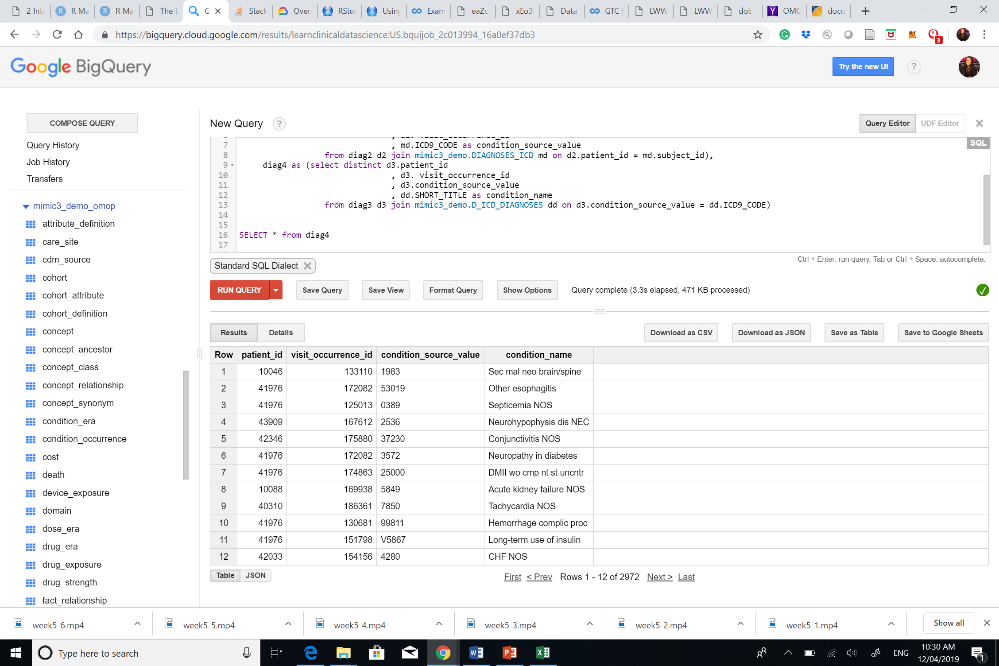 2 Intr
R Ma
R Ma
The D
G
Stack
Over
RStud
Using
Exam
eaZcr
xEo3
Data
GTC
LWW
LWW
doi:
OMO
docu
https://bigquery.cloud.google.com/results/learnclinicaldatascience:US.bquijob_2c013994_16a0ef37db3
3
Google BigQuery
Try the new UI
?
COMPOSE QUERY
Query History
Job History
Transfers
mimic3_demo_omop
attribute_definition
care_site
cdm_source
cohort
cohort_attribute
cohort_definition
concept
concept_ancestor
concept_class
concept_relationship
concept_synonym
condition_era
condition_occurrence
cost
death
device_exposure
domain
dose_era
drug_era
drug_exposure
drug_strength
fact_relationship
New Query ?
Query Editor UDF Editor
SQL
7 , md.ICD9_CODE as condition_source_value
8 from diag2 d2 join mimic3_demo.DIAGNOSES_ICD md on d2.patient_id = md.subject_id),
9 diag4 as (select distinct d3.patient_id
10 , d3. visit_occurrence_id
11 , d3.condition_source_value
12 , dd.SHORT_TITLE as condition_name
13 from diag3 d3 join mimic3_demo.D_ICD_DIAGNOSES dd on d3.condition_source_value = dd.ICD9_CODE)
14
15
16 SELECT * from diag4
17
Ctrl + Enter: run query, Tab or Ctrl + Space: autocomplete.
Standard SQL Dialect
RUN QUERY Save Query Save View Format Query Show Options Query complete (3.3s elapsed, 471 KB processed)
Results Details Download as CSV Download as JSON Save as Table Save to Google Sheets
Row patient_id visit_occurrence_id condition_source_value condition_name
1 10046 133110 1983 Sec mal neo brain/spine
2 41976 172082 53019 Other esophagitis
3 41976 125013 0389 Septicemia NOS
4 43909 167612 2536 Neurohypophysis dis NEC
5 42346 175880 37230 Conjunctivitis NOS
6 41976 172082 3572 Neuropathy in diabetes
7 41976 174863 25000 DMII wo cmp nt st uncntr
8 10088 169938 5849 Acute kidney failure NOS
9 40310 186361 7850 Tachycardia NOS
10 41976 130681 99811 Hemorrhage complic proc
11 41976 151798 V5867 Long-term use of insulin
12 42033 154156 4280 CHF NOS
Table JSON First < Prev Rows 1 - 12 of 2972 Next > Last
week5-6.mp4
week5-5.mp4
week5-4.mp4
week5-3.mp4
week5-2.mp4
week5-1.mp4
Show all
Type here to search
ENG
10:30 AM
12/04/2019
1